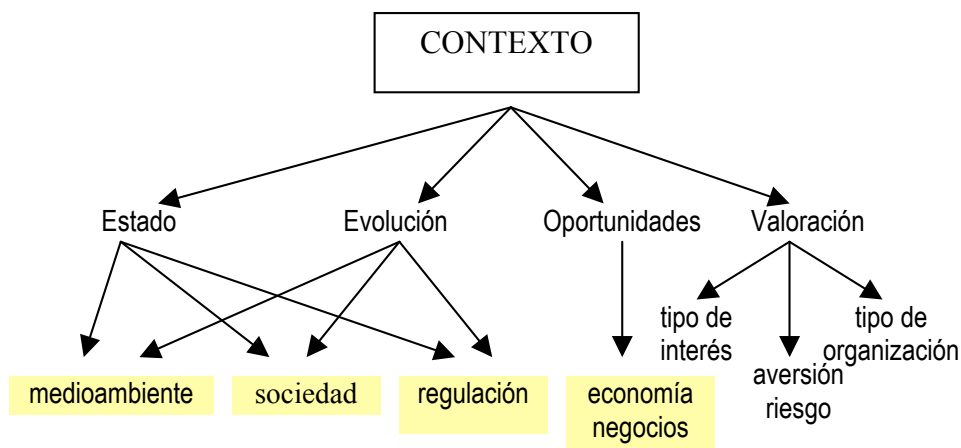 CONTEXTO
Estado
Evolución
Oportunidades
Valoración
tipo de
interés
aversión
riesgo
tipo de
organización
medioambiente
sociedad
regulación
economía
negocios